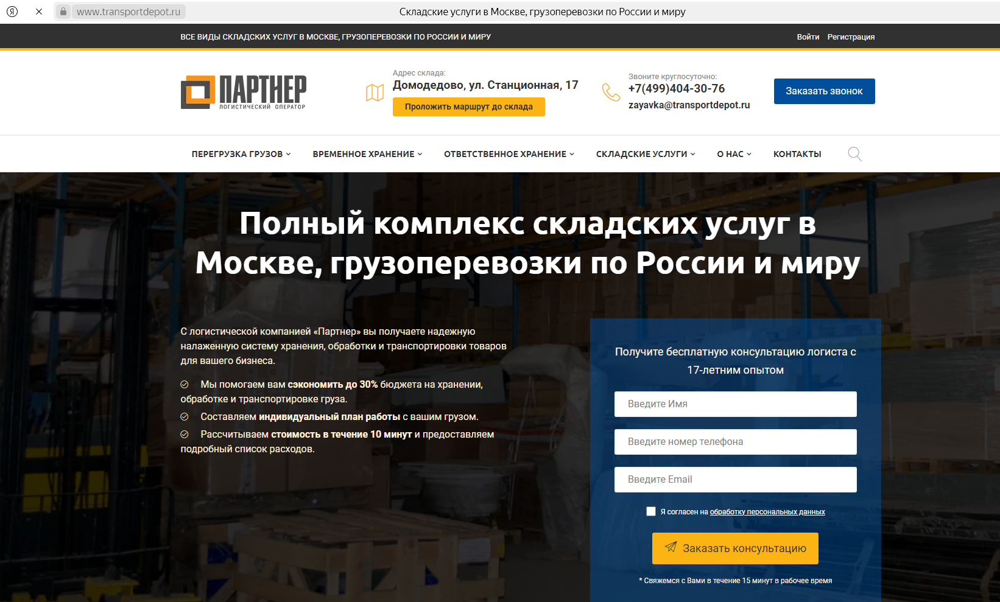 Я
www.transportdepot.ru
Складские услуги в Москве, грузоперевозки по России и миру
ВСЕ ВИДЫ СКЛАДСКИХ УСЛУГ В МОСКВЕ, ГРУЗОПЕРЕВОЗКИ ПО РОССИИ И МИРУ
Войти Регистрация
ПАРТНЕР
ЛОГИСТИЧЕСКИЙ ОПЕРАТОР
Адрес склада:
Домодедово, ул. Станционная, 17
Проложить маршрут до склада
Звоните круглосуточно:
+7(499)404-30-76
zayavka@transportdepot.ru
Заказать звонок
ПЕРЕГРУЗКА ГРУЗОВ ВРЕМЕННОЕ ХРАНЕНИЕ ОТВЕТСТВЕННОЕ ХРАНЕНИЕ СКЛАДСКИЕ УСЛУГИ О НАС КОНТАКТЫ
Полный комплекс складских услуг в
Москве, грузоперевозки по России и миру
С логистической компанией «Партнер» вы получаете надежную
налаженную систему хранения, обработки и транспортировки товаров
для вашего бизнеса.
Мы помогаем вам сэкономить до 30% бюджета на хранении,
обработке и транспортировке груза.
Составляем индивидуальный план работы с вашим грузом.
Рассчитываем стоимость в течение 10 минут и предоставляем
подробный список расходов.
Получите бесплатную консультацию логиста с
17-летним опытом
Введите Имя
Введите номер телефона
Введите Email
Я согласен на обработку персональных данных
Заказать консультацию
* Свяжемся с Вами в течение 15 минут в рабочее время